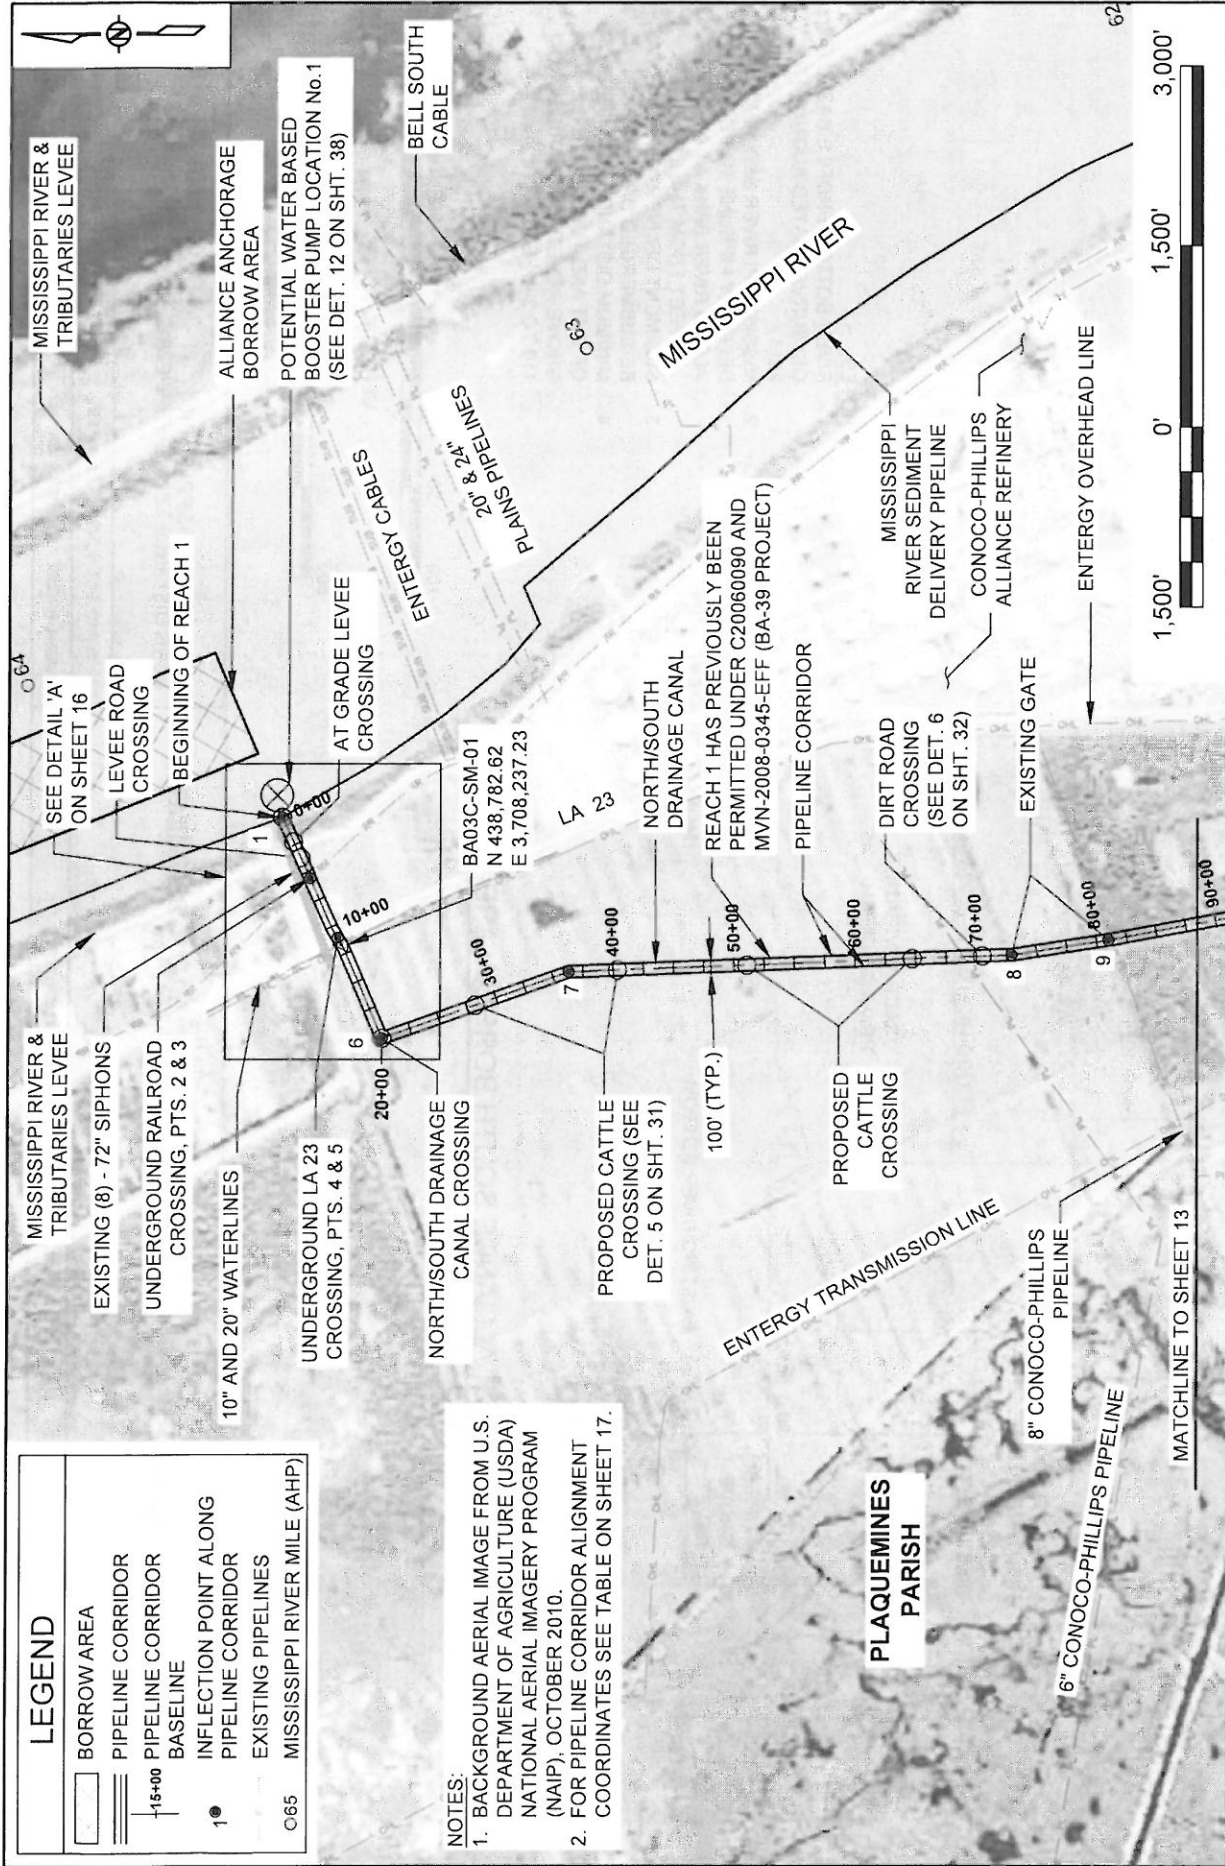 LEGEND
BORROW AREA
PIPELINE CORRIDOR
15+00
PIPELINE CORRIDOR
BASELINE
1
INFLECTION POINT ALONG
PIPELINE CORRIDOR
EXISTING PIPELINES
65
MISSISSIPPI RIVER MILE (AHP)
NOTES:
1. BACKGROUND AERIAL IMAGE FROM U.S.
DEPARTMENT OF AGRICULTURE (USDA)
NATIONAL AERIAL IMAGERY PROGRAM
(NAIP), OCTOBER 2010.
2. FOR PIPELINE CORRIDOR ALIGNMENT
COORDINATES SEE TABLE ON SHEET 17.
MISSISSIPPI RIVER &
TRIBUTARIES LEVEE
EXISTING (8) - 72" SIPHONS
UNDERGROUND RAILROAD
CROSSING, PTS. 2 & 3
10" AND 20" WATERLINES
UNDERGROUND LA 23
CROSSING, PTS. 4 & 5
NORTH/SOUTH DRAINAGE
CANAL CROSSING
PROPOSED CATTLE
CROSSING (SEE
DET. 5 ON SHT. 31)
100' (TYP.)
PROPOSED
CATTLE
CROSSING
ENTERGY TRANSMISSION LINE
8" CONOCO-PHILLIPS
PIPELINE
6" CONOCO-PHILLIPS PIPELINE
PLAQUEMINES
PARISH
MATCHLINE TO SHEET 13
SEE DETAIL 'A'
ON SHEET 16
LEVEE ROAD
CROSSING
BEGINNING OF REACH 1
AT GRADE LEVEE
CROSSING
BA03C-SM-01
N 438,782.62
E 3,708,237.23
LA 23
1
0+00
10+00
6
20+00
30+00
7
40+00
50+00
60+00
70+00
8
80+00
9
90+00
NORTH/SOUTH
DRAINAGE CANAL
REACH 1 HAS PREVIOUSLY BEEN
PERMITTED UNDER C20060090 AND
MVN-2008-0345-EFF (BA-39 PROJECT)
PIPELINE CORRIDOR
DIRT ROAD
CROSSING
(SEE DET. 6
ON SHT. 32)
EXISTING GATE
MISSISSIPPI
RIVER SEDIMENT
DELIVERY PIPELINE
CONOCO-PHILLIPS
ALLIANCE REFINERY
ENTERGY OVERHEAD LINE
N
MISSISSIPPI RIVER &
TRIBUTARIES LEVEE
ALLIANCE ANCHORAGE
BORROW AREA
POTENTIAL WATER BASED
BOOSTER PUMP LOCATION No.1
(SEE DET. 12 ON SHT. 38)
BELL SOUTH
CABLE
ENTERGY CABLES
20" & 24"
PLAINS PIPELINES
MISSISSIPPI RIVER
64
63
62
1,500'
0'
1,500'
3,000'